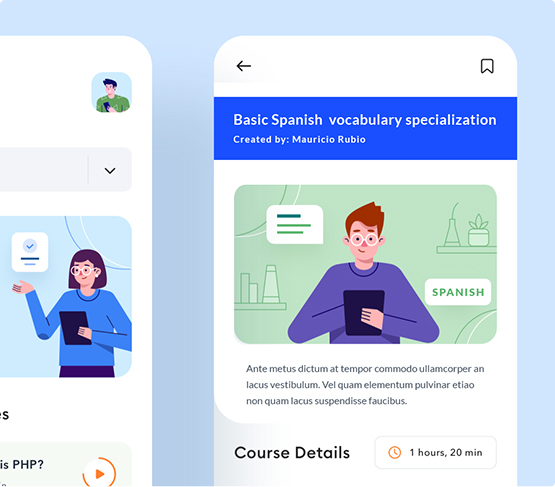 Basic Spanish vocabulary specialization
Created by: Mauricio Rubio
SPANISH
Ante metus dictum at tempor commodo ullamcorper an
lacus vestibulum. Vel quam elementum pulvinar etiao
non quam lacus suspendisse faucibus.
Course Details
1 hours, 20 min
es
is PHP?